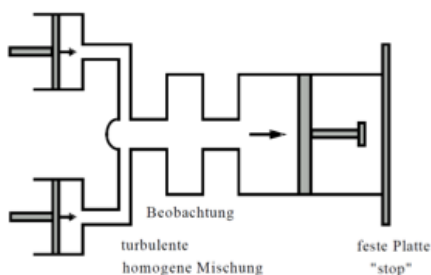 Beobachtung
turbulente
homogene Mischung
feste Platte
"stop"